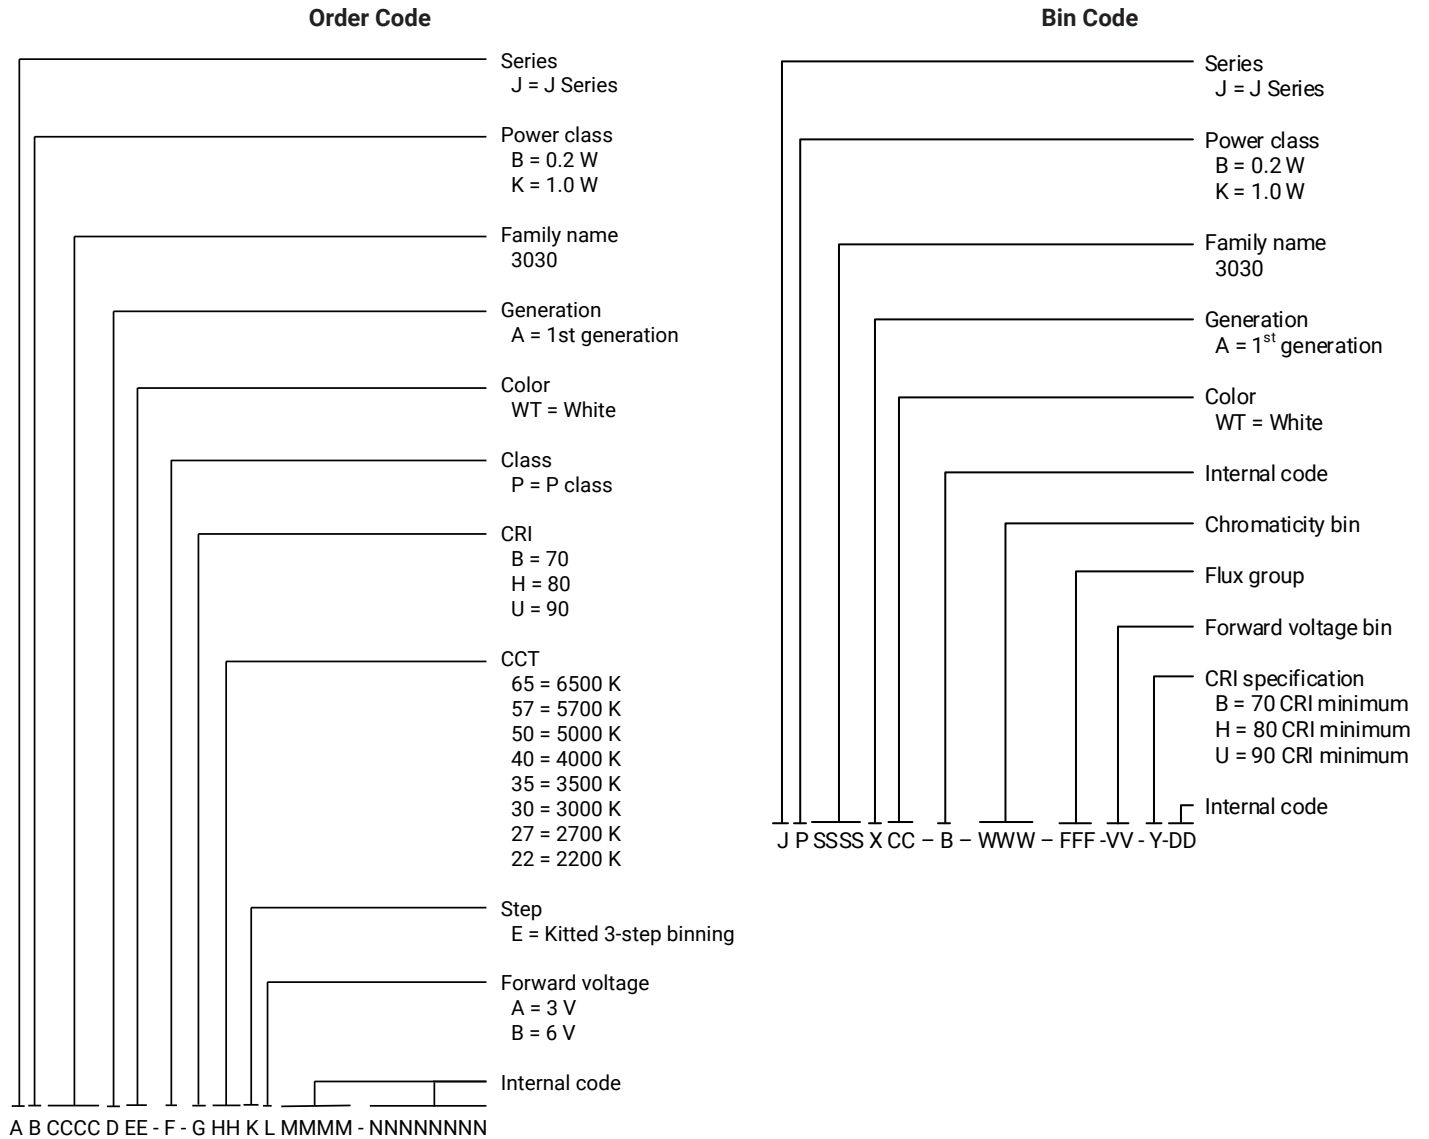 Order Code
Series
J = J Series
Power class
B = 0.2 W
K = 1.0 W
Family name
3030
Generation
A = 1st generation
Color
WT = White
Class
P = P class
CRI
B = 70
H = 80
U = 90
CCT
65 = 6500 K
57 = 5700 K
50 = 5000 K
40 = 4000 K
35 = 3500 K
30 = 3000 K
27 = 2700 K
22 = 2200 K
Step
E = Kitted 3-step binning
Forward voltage
A = 3 V
B = 6 V
Internal code
A B CCCC D EE - F - G HH K L MMMM - NNNNNNNN
Bin Code
Series
J = J Series
Power class
B = 0.2 W
K = 1.0 W
Family name
3030
Generation
A = 1st generation
Color
WT = White
Internal code
Chromaticity bin
Flux group
Forward voltage bin
CRI specification
B = 70 CRI minimum
H = 80 CRI minimum
U = 90 CRI minimum
Internal code
J P SSSS X CC – B – WWW – FFF -VV - Y-DD